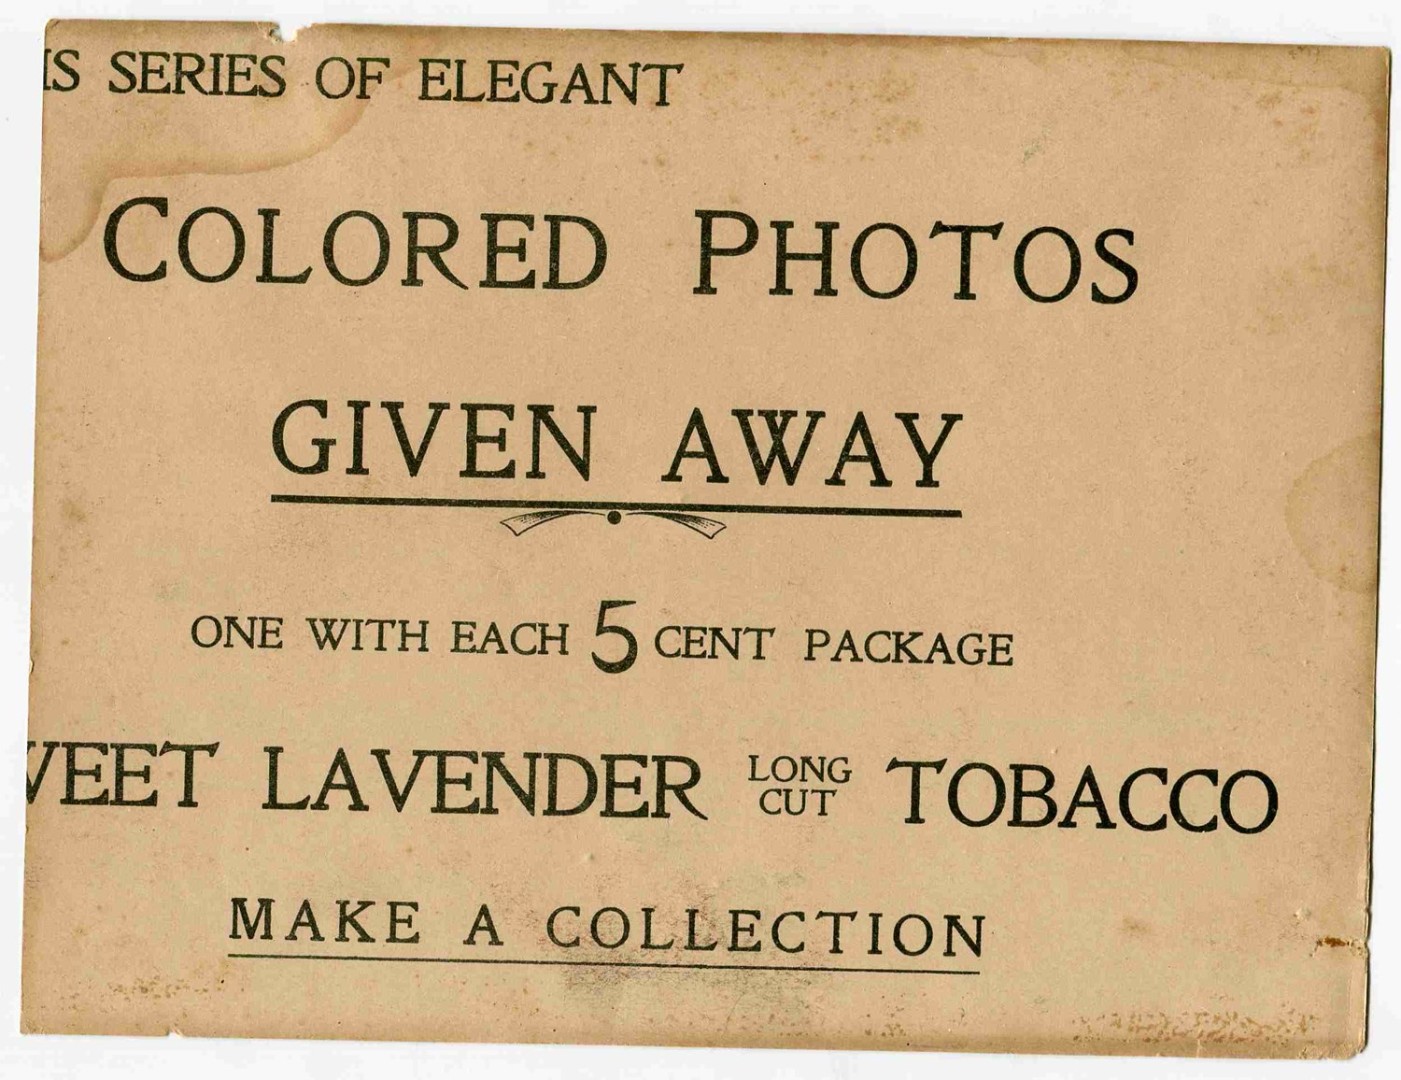 IS SERIES OF ELEGANT
COLORED PHOTOS
GIVEN AWAY
ONE WITH EACH 5 CENT PACKAGE
WEET LAVENDER LONG CUT TOBACCO
MAKE A COLLECTION